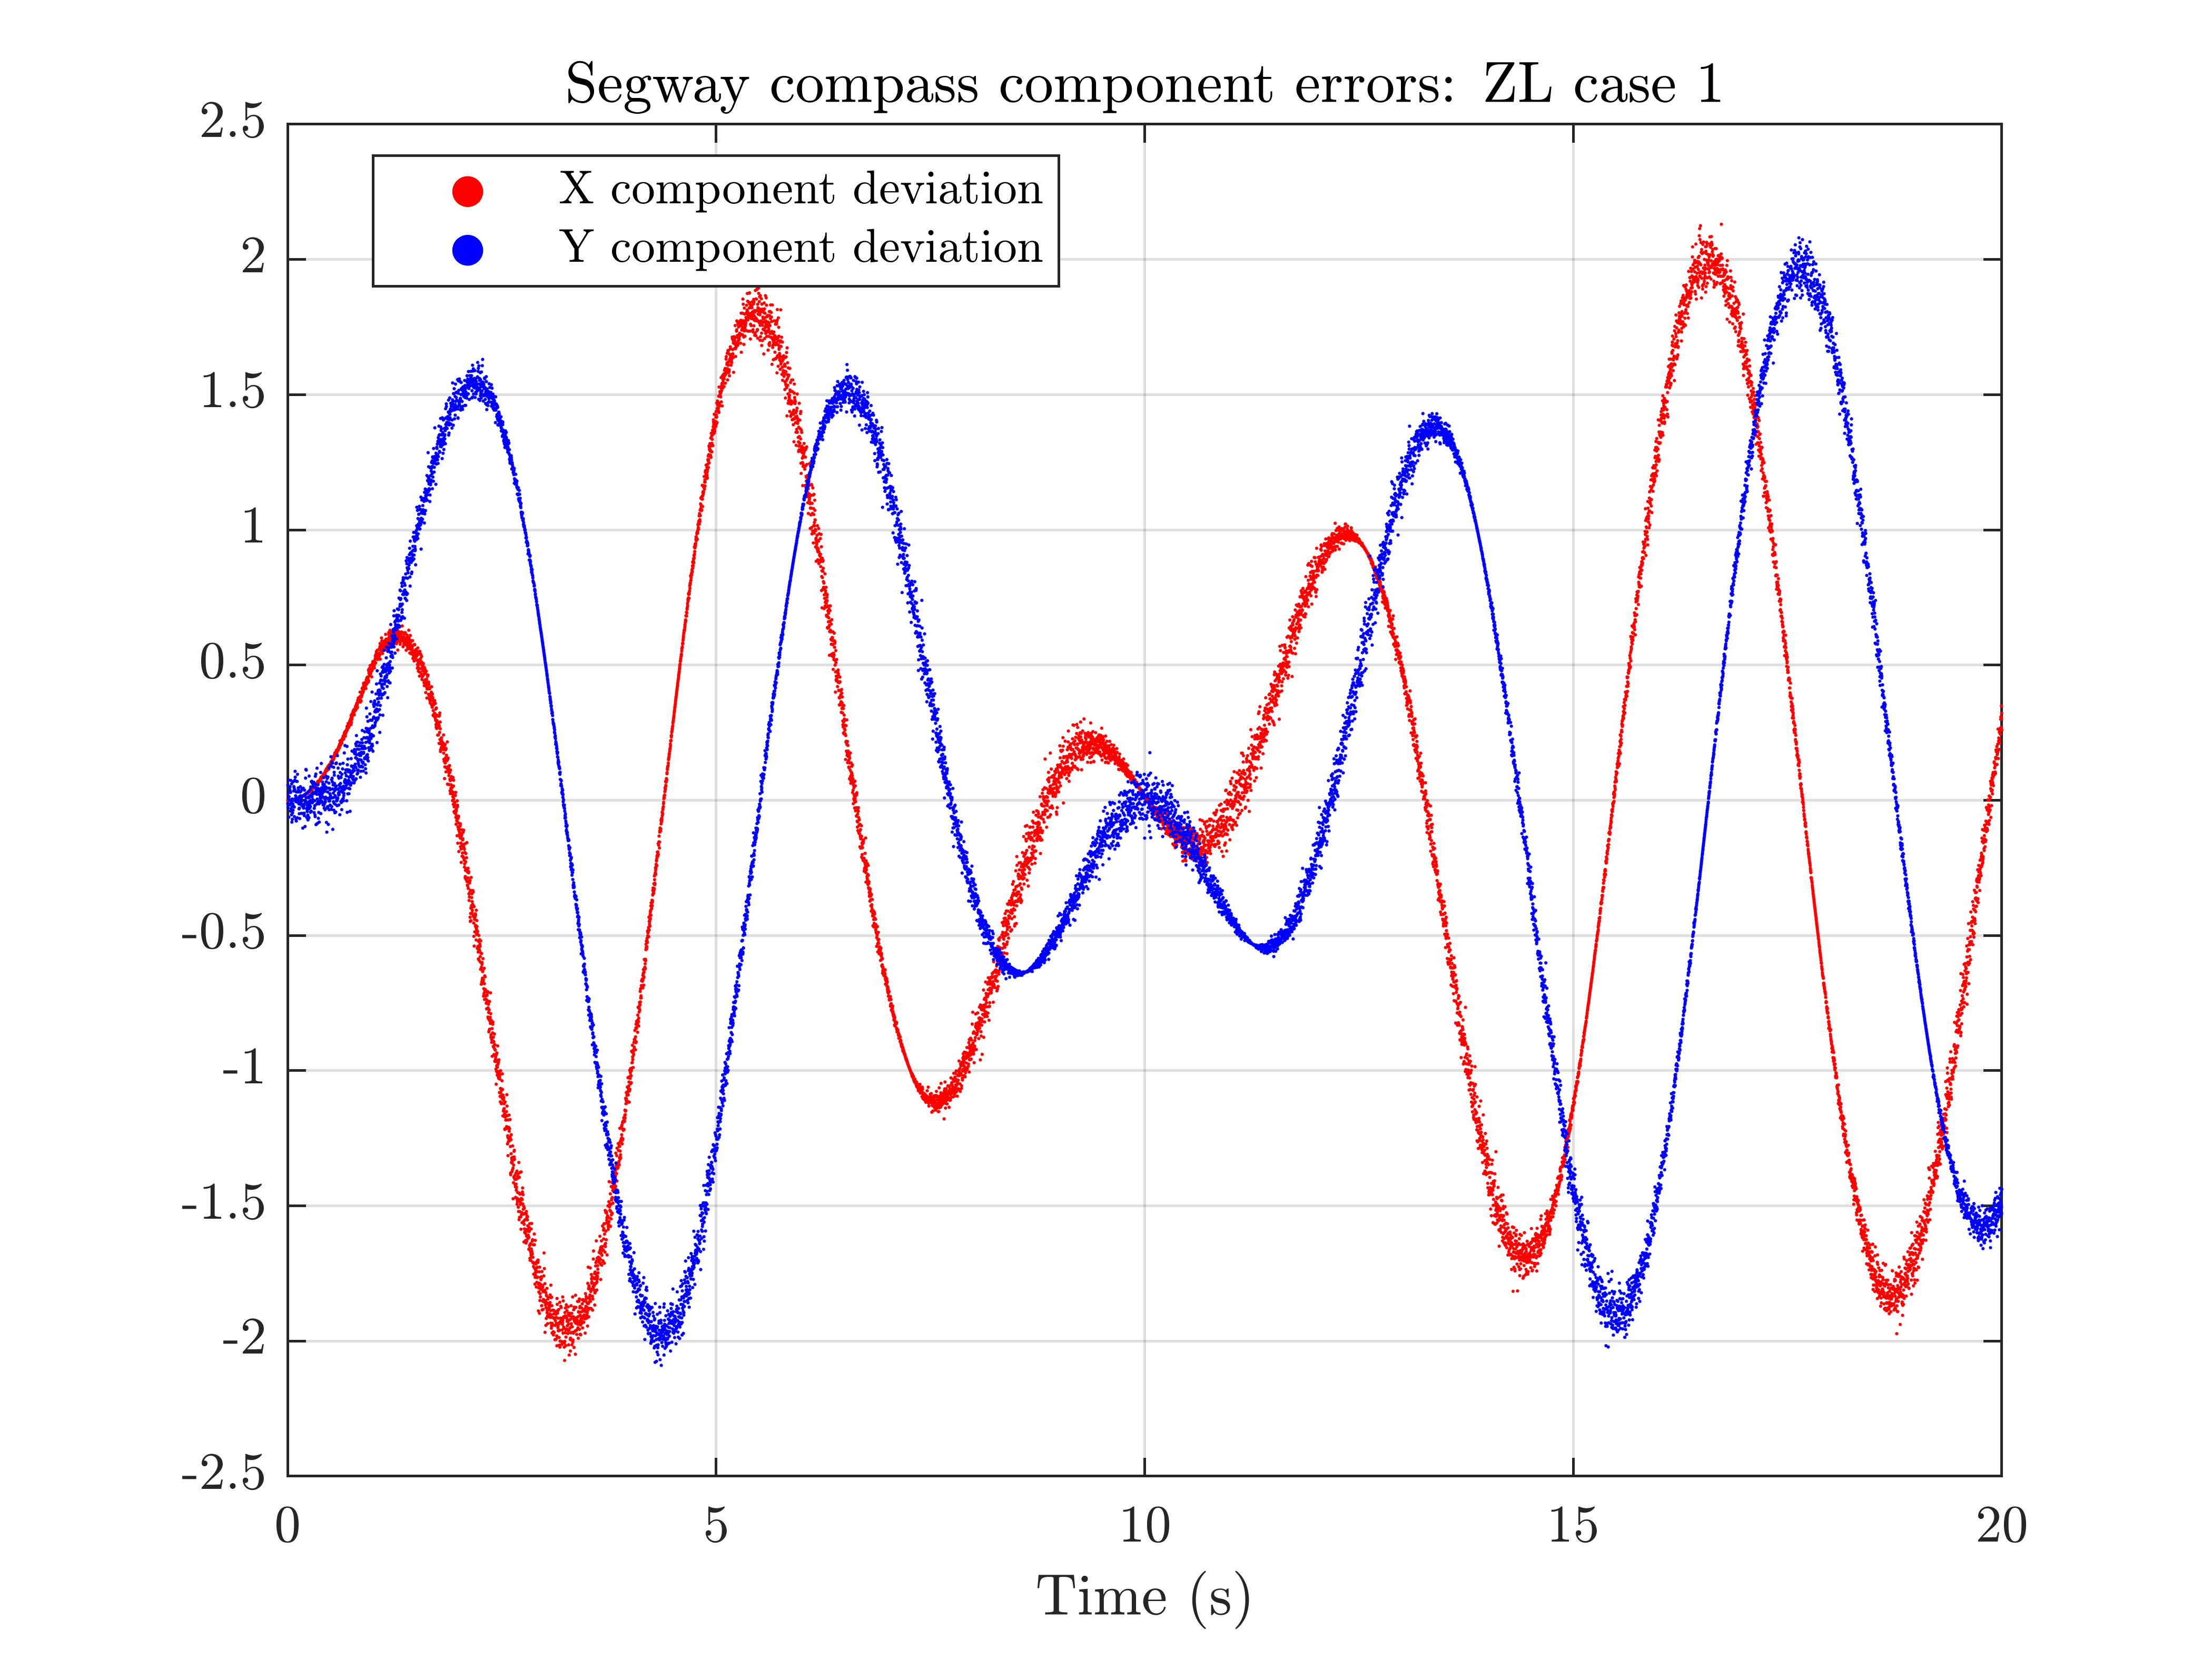 Segway compass component errors: ZL case 1
2.5
X component deviation
Y component deviation
2
1.5
1
0.5
0
-0.5
-1
-1.5
-2
-2.5
0 5 10 15 20
Time (s)